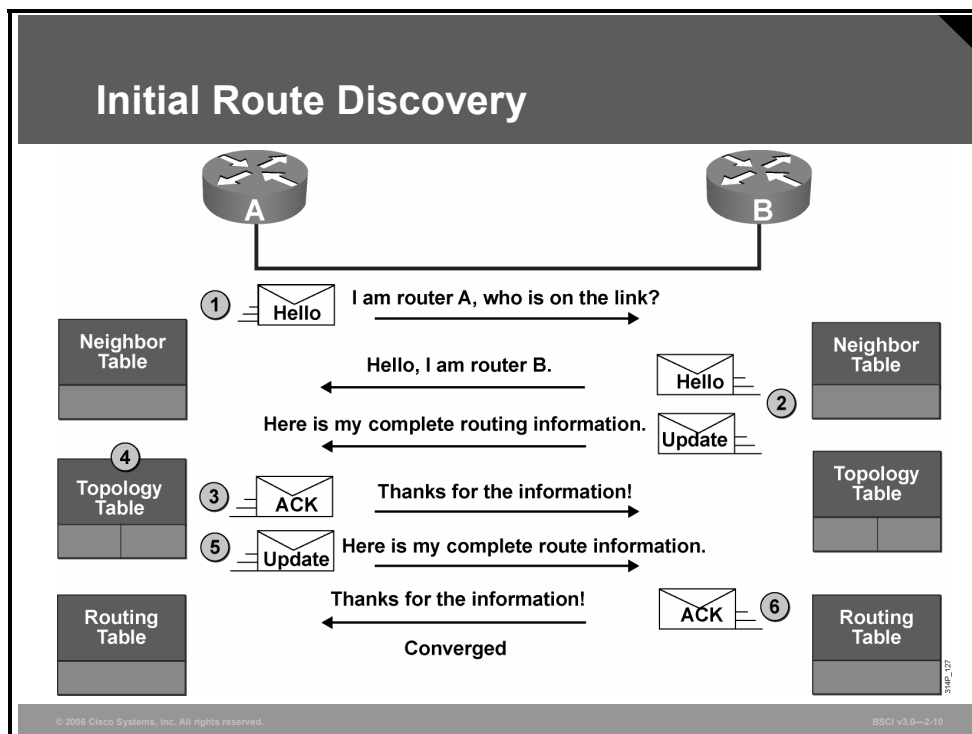 Initial Route Discovery
A
B
1
Hello
I am router A, who is on the link?
Neighbor
Table
Hello, I am router B.
Hello
Neighbor
Table
2
Here is my complete routing information.
Update
4
Topology
Table
3
ACK
Thanks for the information!
Topology
Table
5
Update
Here is my complete route information.
Thanks for the information!
ACK
6
Converged
Routing
Table
Routing
Table
314P_127
© 2006 Cisco Systems, Inc. All rights reserved.
BSCI v3.0—2-10